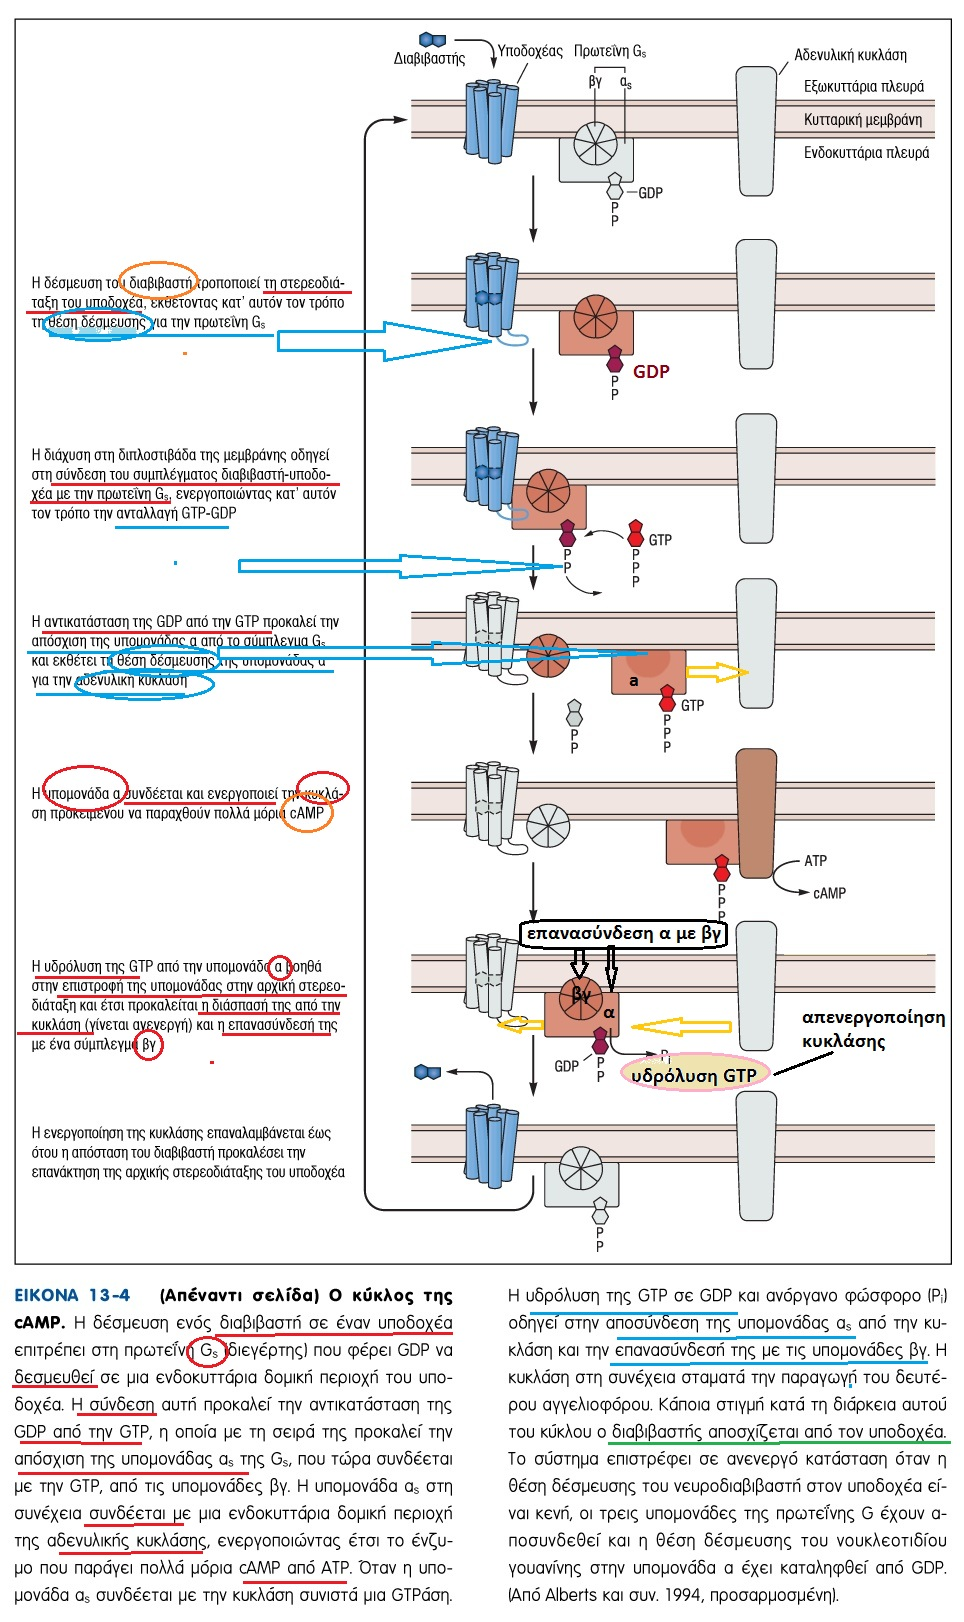 Διαβιβαστής
Υποδοχέας
Πρωτεΐνη Gs
βγ
αs
Αδενυλική κυκλάση
Εξωκυττάρια πλευρά
Κυτταρική μεμβράνη
Ενδοκυττάρια πλευρά
GDP
P
P
Η δέσμευση του διαβιβαστή τροποποιεί τη στερεοδιά-
ταξη του υποδοχέα, εκθέτοντας κατ' αυτόν τον τρόπο
τη θέση δέσμευσης για την πρωτεΐνη Gs
GDP
P
P
Η διάχυση στη διπλοστιβάδα της μεμβράνης οδηγεί
στη σύνδεση του συμπλέγματος διαβιβαστή-υποδο-
χέα με την πρωτεΐνη Gs, ενεργοποιώντας κατ' αυτόν
τον τρόπο την ανταλλαγή GTP-GDP
P
P
GTP
P
P
P
Η αντικατάσταση της GDP από την GTP προκαλεί την
απόσχιση της υπομονάδας α από το σύμπλεγμα Gs
και εκθέτει τη θέση δέσμευσης της υπομονάδας α
για την αδενυλική κυκλάση
a
GTP
P
P
P
P
P
Η υπομονάδα α συνδέεται και ενεργοποιεί την κυκλά-
ση προκειμένου να παραχθούν πολλά μόρια cAMP
P
P
P
ATP
cAMP
επανασύνδεση α με βγ
Η υδρόλυση της GTP από την υπομονάδα α βοηθά
στην επιστροφή της υπομονάδας στην αρχική στερεο-
διάταξη και έτσι προκαλείται η διάσπασή της από την
κυκλάση (γίνεται ανενεργή) και η επανασύνδεσή της
με ένα σύμπλεγμα βγ
βγ
α
GDP
P
P
Pi
υδρόλυση GTP
απενεργοποίηση
κυκλάσης
Η ενεργοποίηση της κυκλάσης επαναλαμβάνεται έως
ότου η απόσταση του διαβιβαστή προκαλέσει την
επανάκτηση της αρχικής στερεοδιάταξης του υποδοχέα
P
P
ΕΙΚΟΝΑ 13-4 (Απέναντι σελίδα) Ο κύκλος της
cAMP. Η δέσμευση ενός διαβιβαστή σε έναν υποδοχέα
επιτρέπει στη πρωτεΐνη Gs (διεγέρτης) που φέρει GDP να
δεσμευθεί σε μια ενδοκυττάρια δομική περιοχή του υπο-
δοχέα. Η σύνδεση αυτή προκαλεί την αντικατάσταση της
GDP από την GTP, η οποία με τη σειρά της προκαλεί την
απόσχιση της υπομονάδας αs της Gs, που τώρα συνδέεται
με την GTP, από τις υπομονάδες βγ. Η υπομονάδα αs στη
συνέχεια συνδέεται με μια ενδοκυττάρια δομική περιοχή
της αδενυλικής κυκλάσης, ενεργοποιώντας έτσι το ένζυ-
μο που παράγει πολλά μόρια cAMP από ATP. Όταν η υπο-
μονάδα αs συνδέεται με την κυκλάση συνιστά μια GTPάση.
Η υδρόλυση της GTP σε GDP και ανόργανο φώσφορο (Pi)
οδηγεί στην αποσύνδεση της υπομονάδας αs από την κυ-
κλάση και την επανασύνδεσή της με τις υπομονάδες βγ. Η
κυκλάση στη συνέχεια σταματά την παραγωγή του δευτέ-
ρου αγγελιοφόρου. Κάποια στιγμή κατά τη διάρκεια αυτού
του κύκλου ο διαβιβαστής αποσχίζεται από τον υποδοχέα.
Το σύστημα επιστρέφει σε ανενεργό κατάσταση όταν η
θέση δέσμευσης του νευροδιαβιβαστή στον υποδοχέα εί-
ναι κενή, οι τρεις υπομονάδες της πρωτεΐνης G έχουν α-
ποσυνδεθεί και η θέση δέσμευσης του νουκλεοτιδίου
γουανίνης στην υπομονάδα α έχει καταληφθεί από GDP.
(Από Alberts και συν. 1994, προσαρμοσμένη).